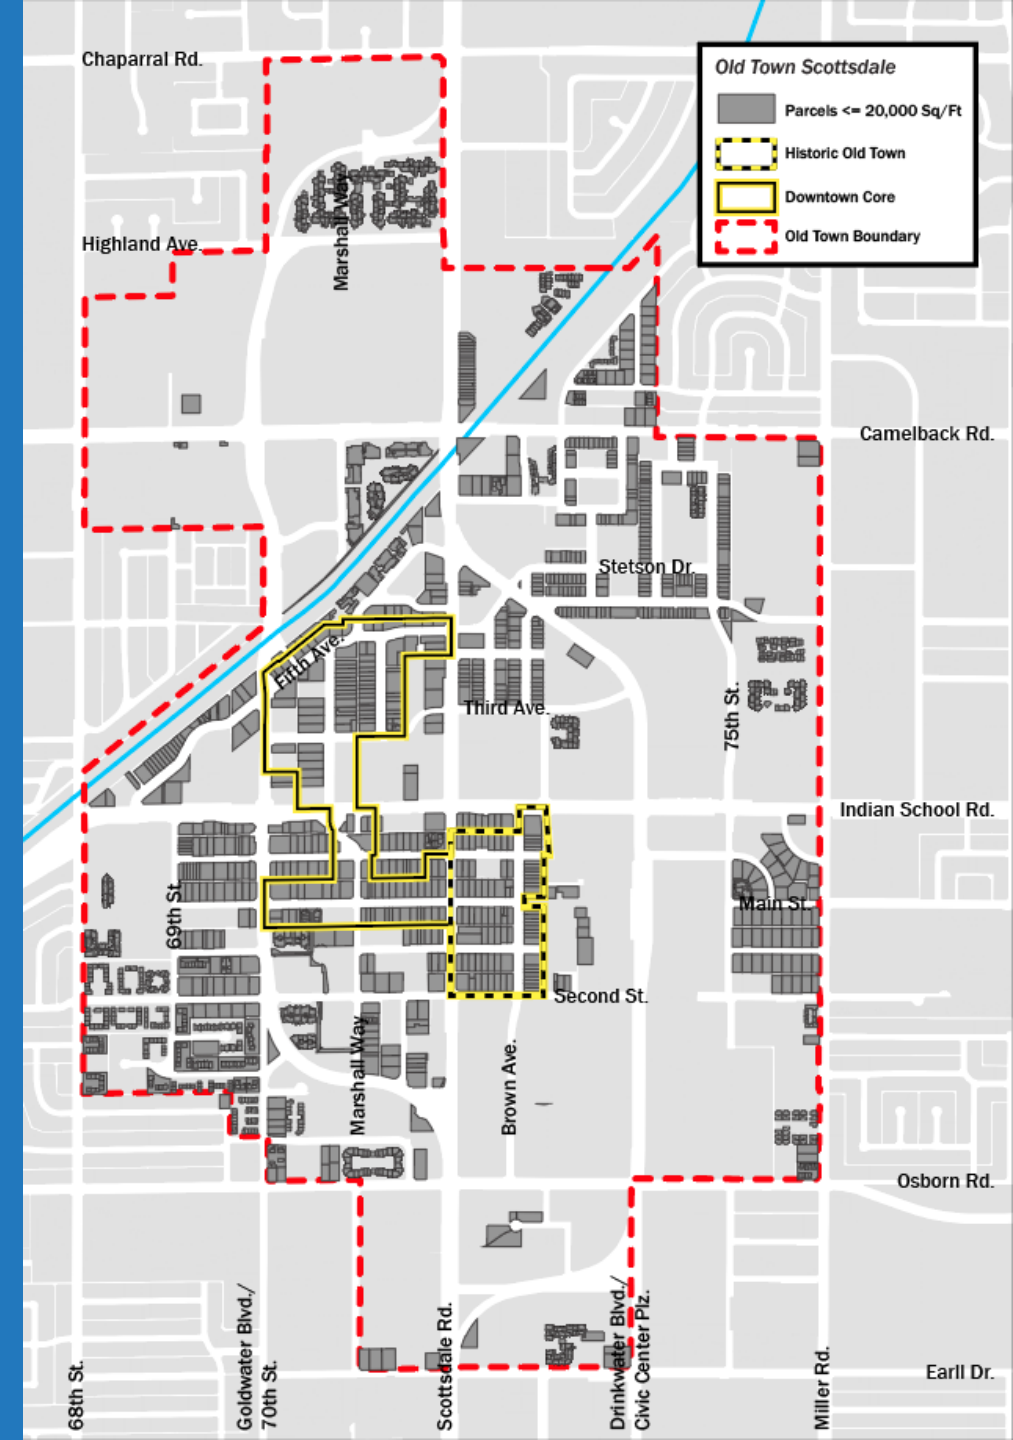 Chaparral Rd.
Old Town Scottsdale
Parcels <= 20,000 Sq/Ft
Historic Old Town
Downtown Core
Old Town Boundary
Marshall Way
Highland Ave.
Camelback Rd.
Stetson Dr.
Fifth Ave.
Third Ave.
75th St.
Indian School Rd.
69th St.
Main St.
Second St.
Marshall Way
Brown Ave.
Osborn Rd.
68th St.
Goldwater Blvd./
70th St.
Scottsdale Rd.
Drinkwater Blvd./
Civic Center Plz.
Miller Rd.
Earll Dr.